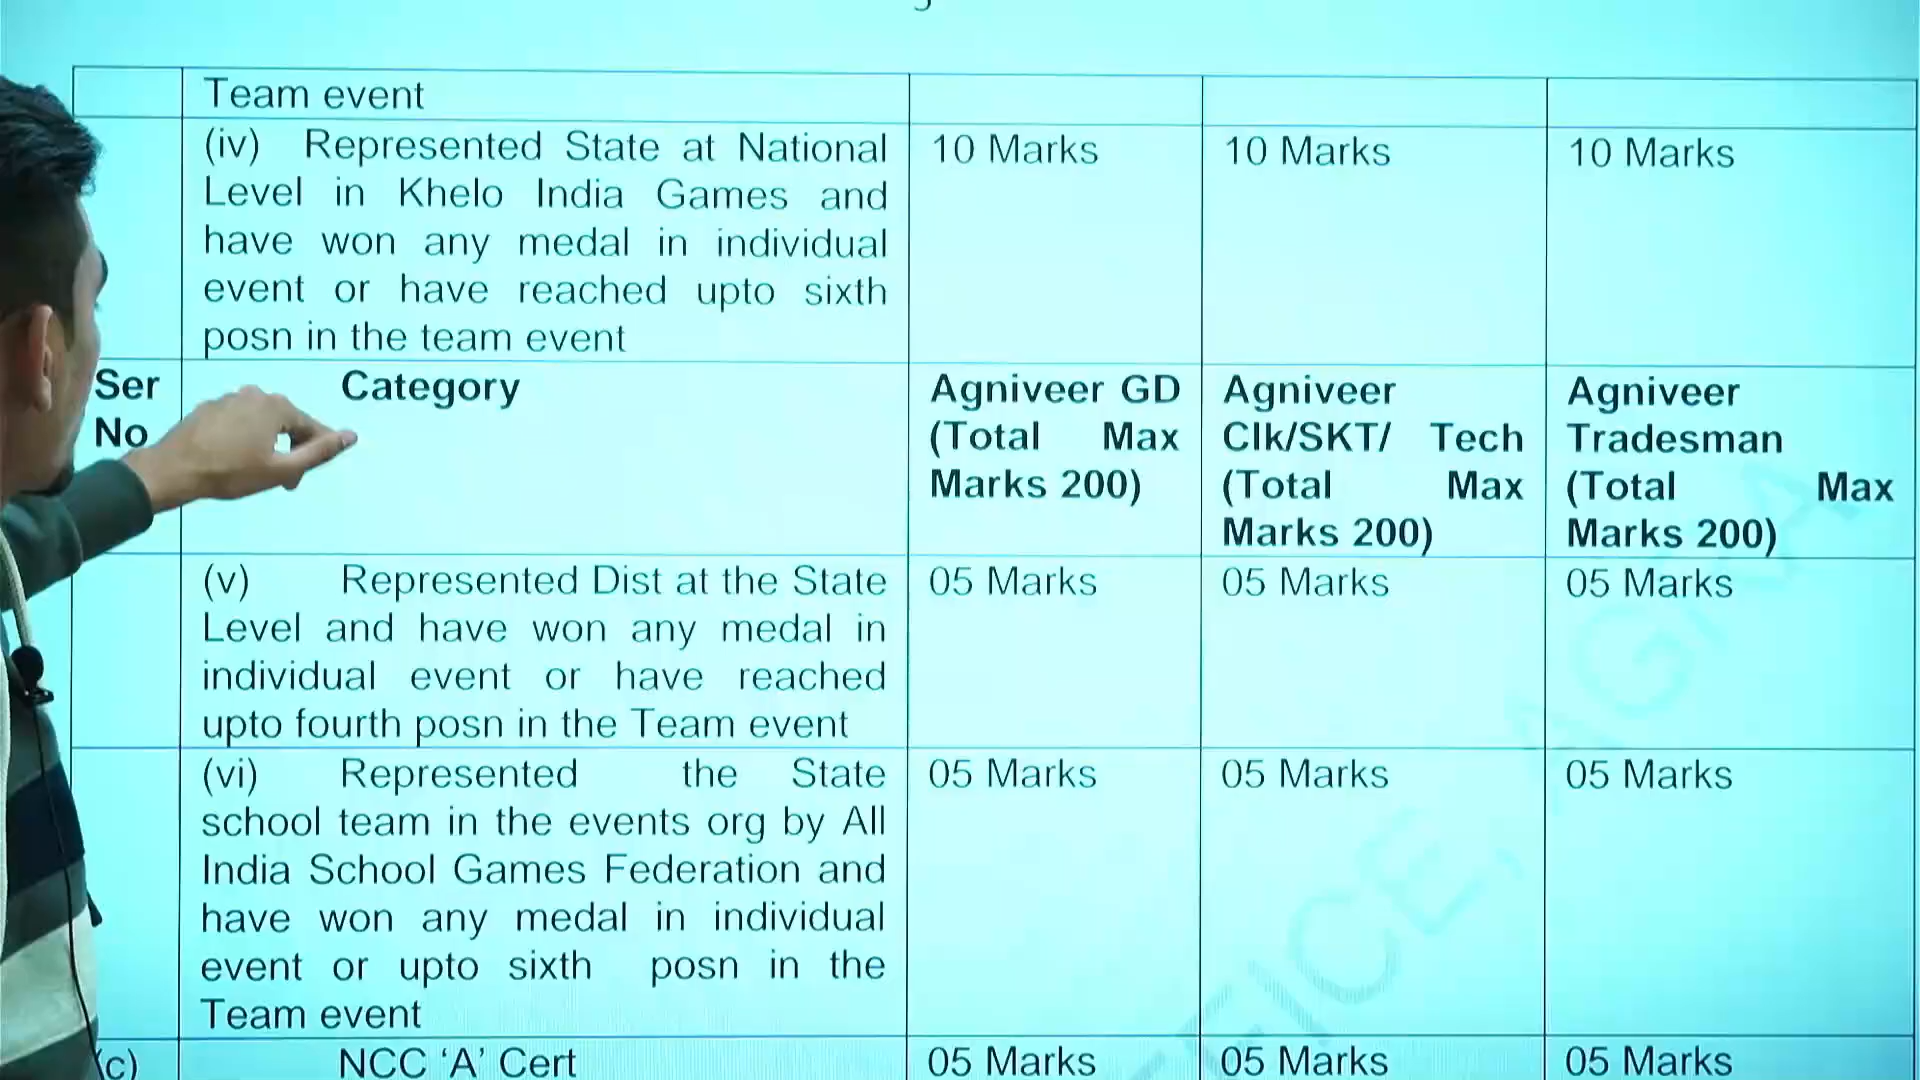 Team event
(iv) Represented State at National
Level in Khelo India Games and
have won any medal in individual
event or have reached upto sixth
posn in the team event
10 Marks
10 Marks
10 Marks
Ser
No
Category
Agniveer GD
(Total Max
Marks 200)
Agniveer
Clk/SKT/ Tech
(Total Max
Marks 200)
Agniveer
Tradesman
(Total Max
Marks 200)
(v) Represented Dist at the State
Level and have won any medal in
individual event or have reached
upto fourth posn in the Team event
05 Marks
05 Marks
05 Marks
(vi) Represented the State
school team in the events org by All
India School Games Federation and
have won any medal in individual
event or upto sixth posn in the
Team event
05 Marks
05 Marks
05 Marks
(c)
NCC ‘A’ Cert
05 Marks
05 Marks
05 Marks